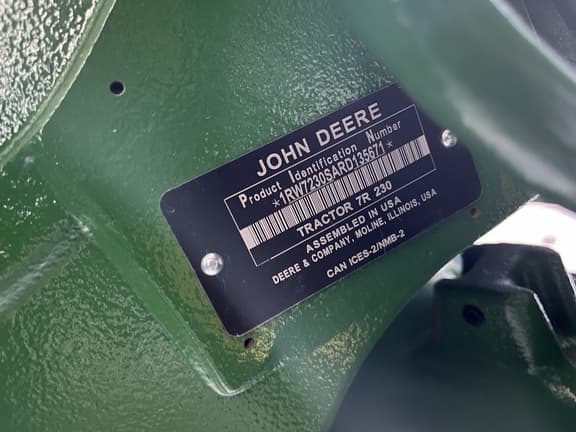 JOHN DEERE
Product Identification Number
*1RW7230SARD135671*
TRACTOR 7R 230
ASSEMBLED IN USA
DEERE & COMPANY, MOLINE, ILLINOIS, USA
CAN ICES-2/NMB-2